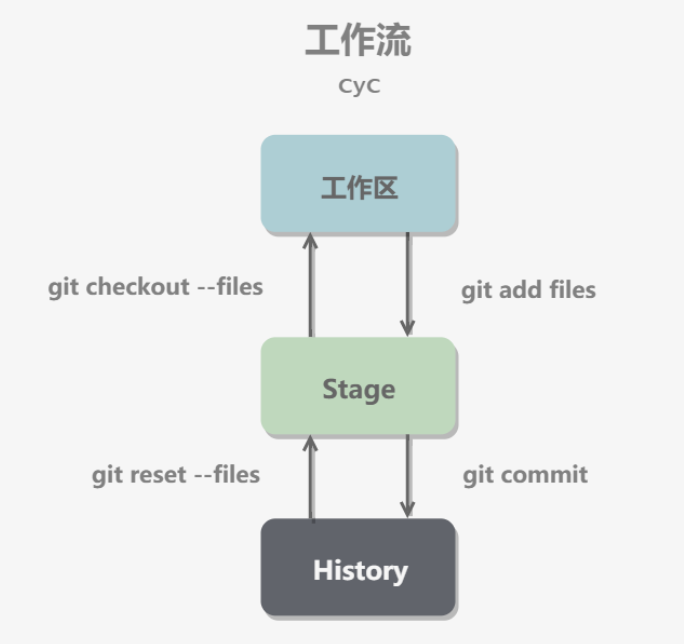 工作流
CyC
工作区
git checkout --files
git add files
Stage
git reset --files
git commit
History